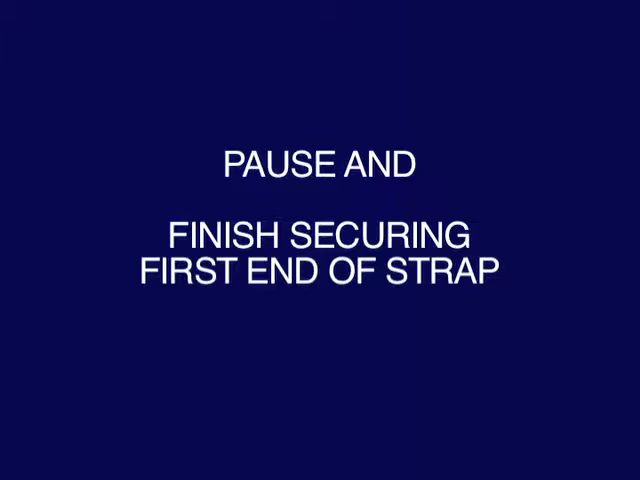 PAUSE AND
FINISH SECURING
FIRST END OF STRAP